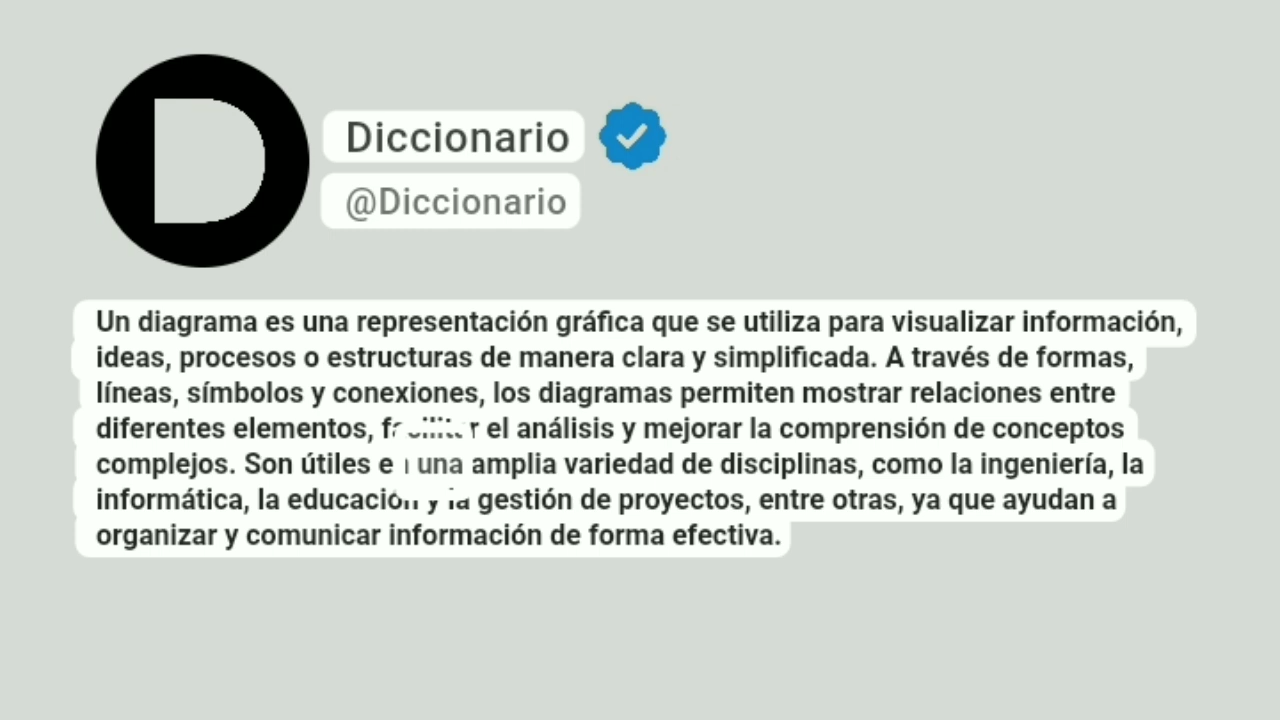 D
Diccionario
@Diccionario
Un diagrama es una representación gráfica que se utiliza para visualizar información,
ideas, procesos o estructuras de manera clara y simplificada. A través de formas,
líneas, símbolos y conexiones, los diagramas permiten mostrar relaciones entre
diferentes elementos, facilitar el análisis y mejorar la comprensión de conceptos
complejos. Son útiles en una amplia variedad de disciplinas, como la ingeniería, la
informática, la educación y la gestión de proyectos, entre otras, ya que ayudan a
organizar y comunicar información de forma efectiva.